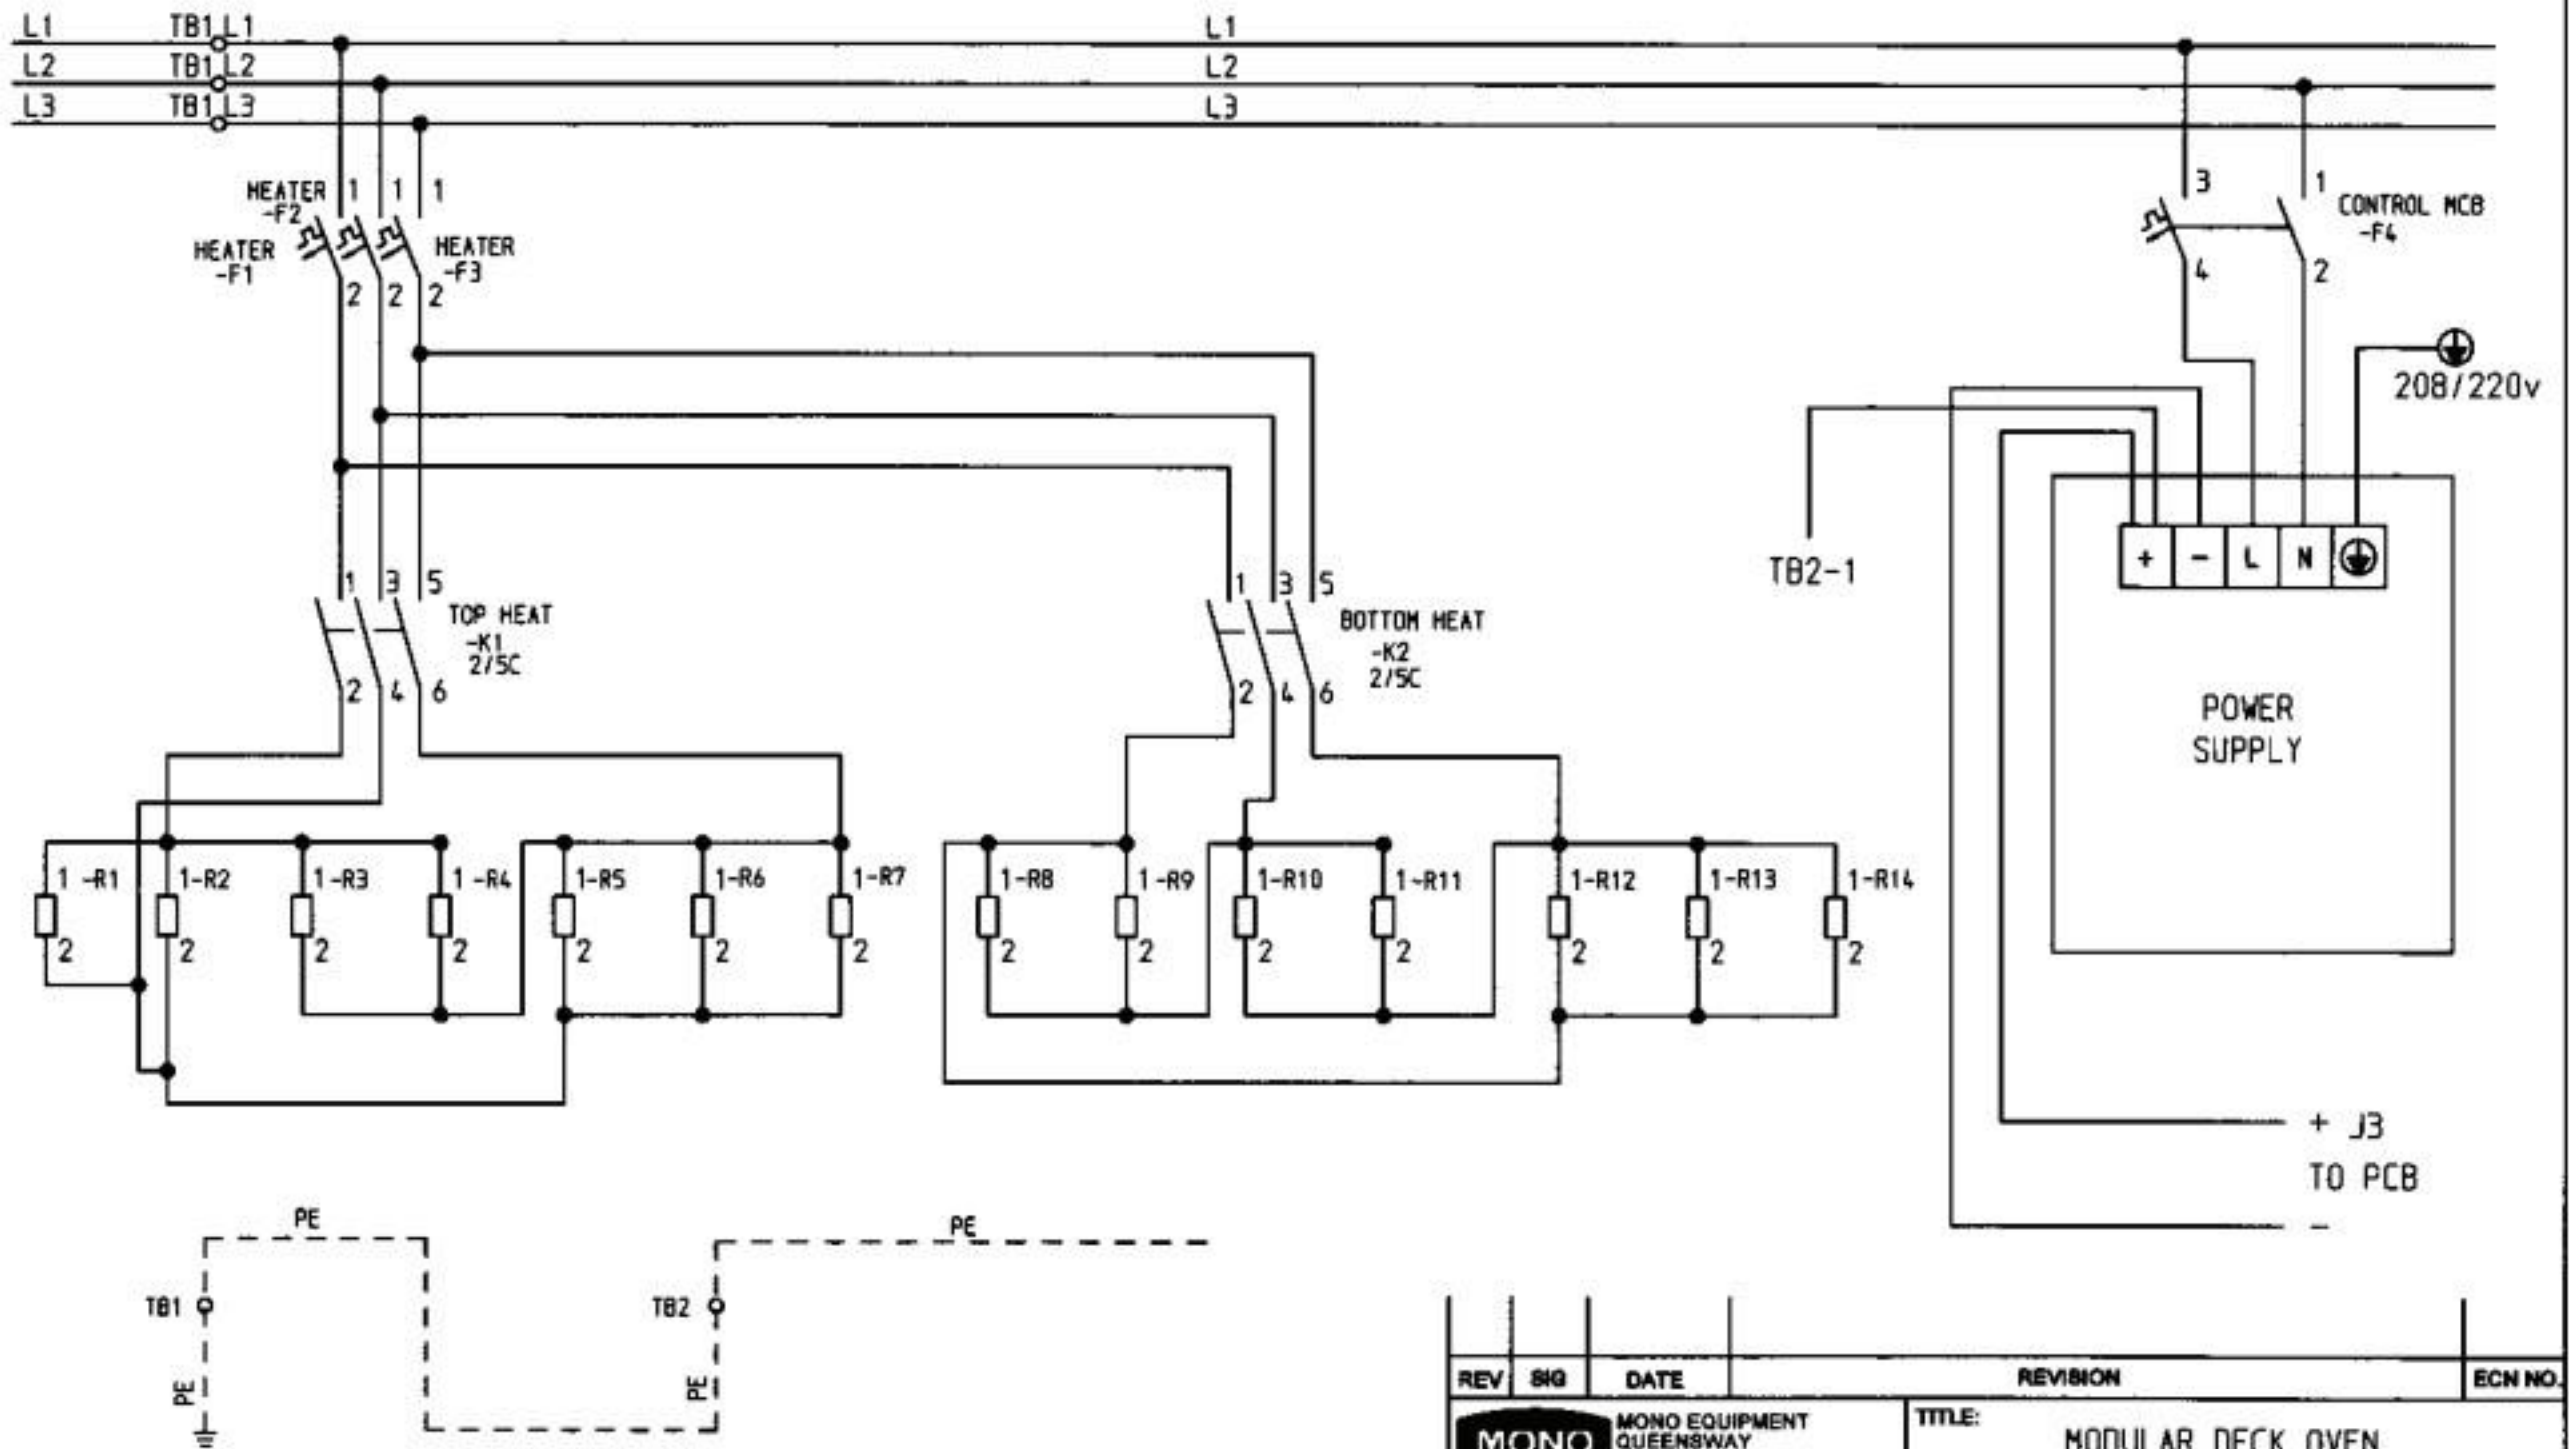 L1 TB1 L1 L1
L2 TB1 L2 L2
L3 TB1 L3 L3
HEATER 1 1 1
-F2
HEATER
-F1
HEATER
-F3
2 2 2
3 1
CONTROL MCB
-F4
4 2
208/220v
+ - L N
TB2-1
1 3 5
TOP HEAT
-K1
2/5C
2 4 6
1 3 5
BOTTOM HEAT
-K2
2/5C
2 4 6
POWER
SUPPLY
1 -R1 1-R2 1 -R3 1 -R4 1-R5 1-R6 1-R7 1-R8 1 -R9 1-R10 1-R11 1-R12 1-R13 1-R14
2 2 2 2 2 2 2 2 2 2 2 2 2 2
+ J3
TO PCB
-
PE PE
TB1 TB2
PE PE
REV SIG DATE REVISION ECN NO.
MONO
MONO EQUIPMENT
QUEENSWAY
TITLE:
MODULAR DECK OVEN